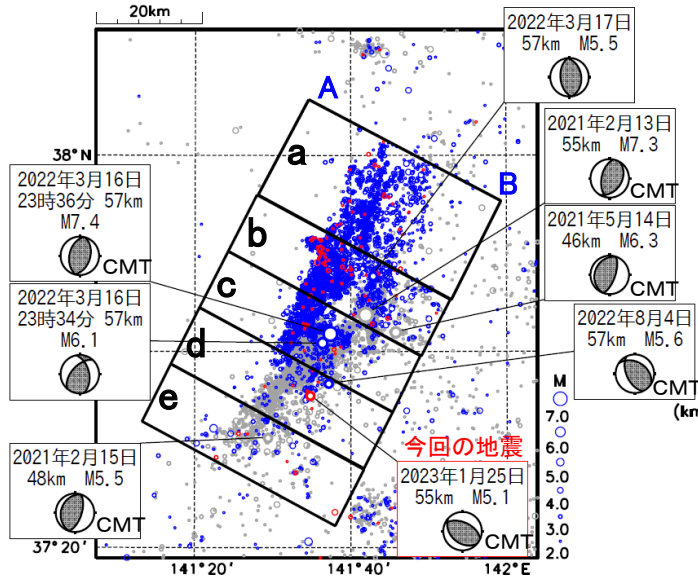 20km
2022年3月17日
57km M5.5
A
38°N
a
2021年2月13日
55km M7.3
CMT
B
2022年3月16日
23時36分 57km
M7.4
CMT
b
2021年5月14日
46km M6.3
CMT
c
2022年3月16日
23時34分 57km
M6.1
d
2022年8月4日
57km M5.6
e
M
7.0
6.0
5.0
4.0
3.0
2.0
(km
今回の地震
2021年2月15日
48km M5.5
CMT
2023年1月25日
55km M5.1
CMT
37°20'
141°20'
141°40'
142°E